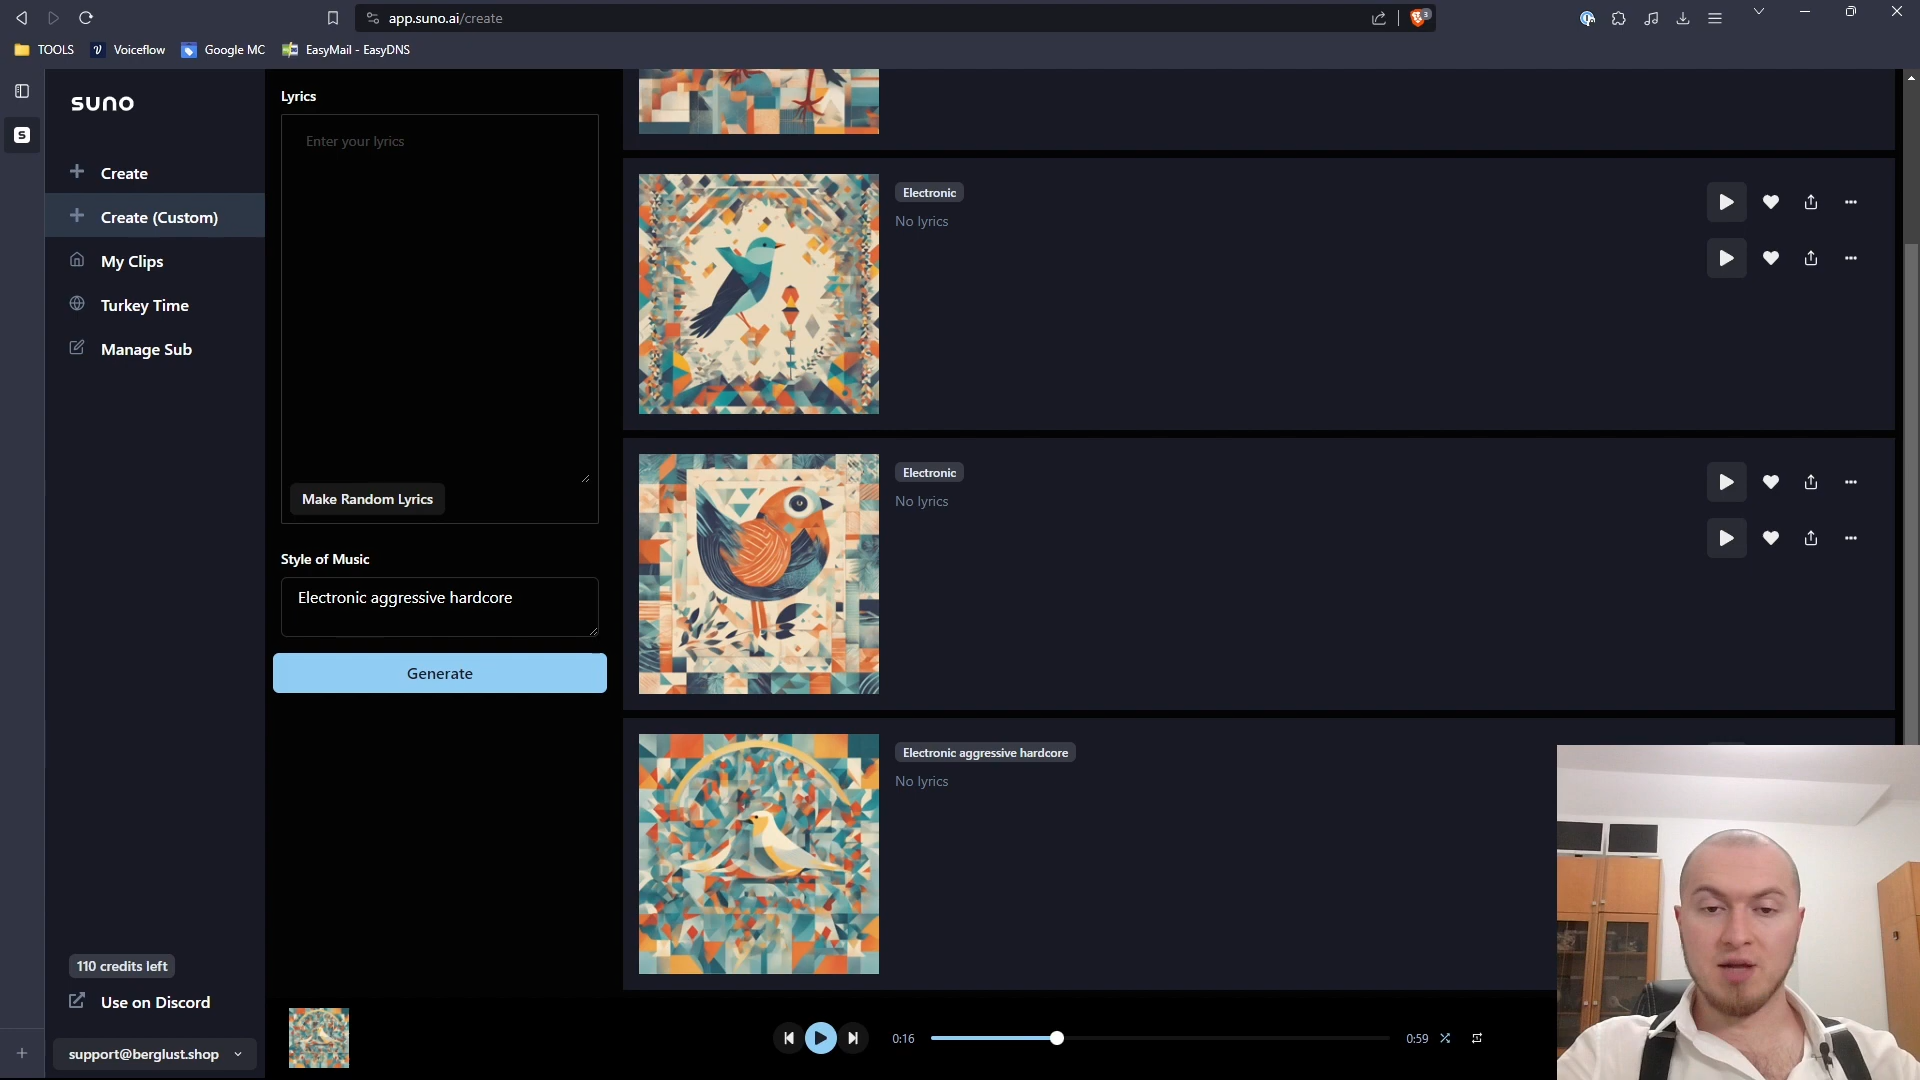 app.suno.ai/create
3
TOOLS
Voiceflow
Google MC
EasyMail - EasyDNS
S
suno
Create
Create (Custom)
My Clips
Turkey Time
Manage Sub
110 credits left
Use on Discord
support@berglust.shop
Lyrics
Enter your lyrics
Make Random Lyrics
Style of Music
Electronic aggressive hardcore
Generate
Electronic
No lyrics
Electronic
No lyrics
Electronic aggressive hardcore
No lyrics
0:16
0:59